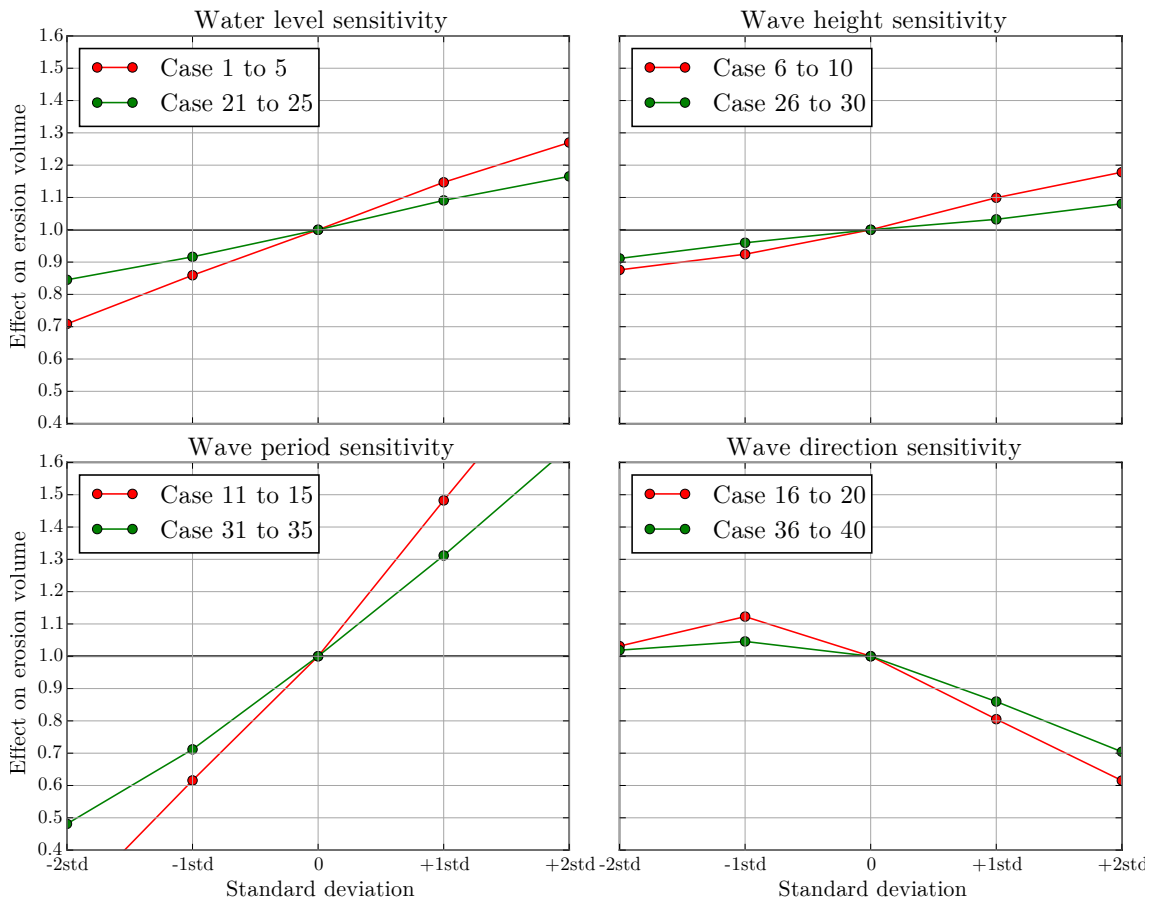 Water level sensitivity
Wave height sensitivity
1.6
1.5
1.4
1.3
1.2
1.1
1.0
0.9
0.8
0.7
0.6
0.5
0.4
Effect on erosion volume
Case 1 to 5
Case 21 to 25
Case 6 to 10
Case 26 to 30
Wave period sensitivity
Wave direction sensitivity
1.6
1.5
1.4
1.3
1.2
1.1
1.0
0.9
0.8
0.7
0.6
0.5
0.4
Effect on erosion volume
Case 11 to 15
Case 31 to 35
Case 16 to 20
Case 36 to 40
-2std -1std 0 +1std +2std
-2std -1std 0 +1std +2std
Standard deviation
Standard deviation